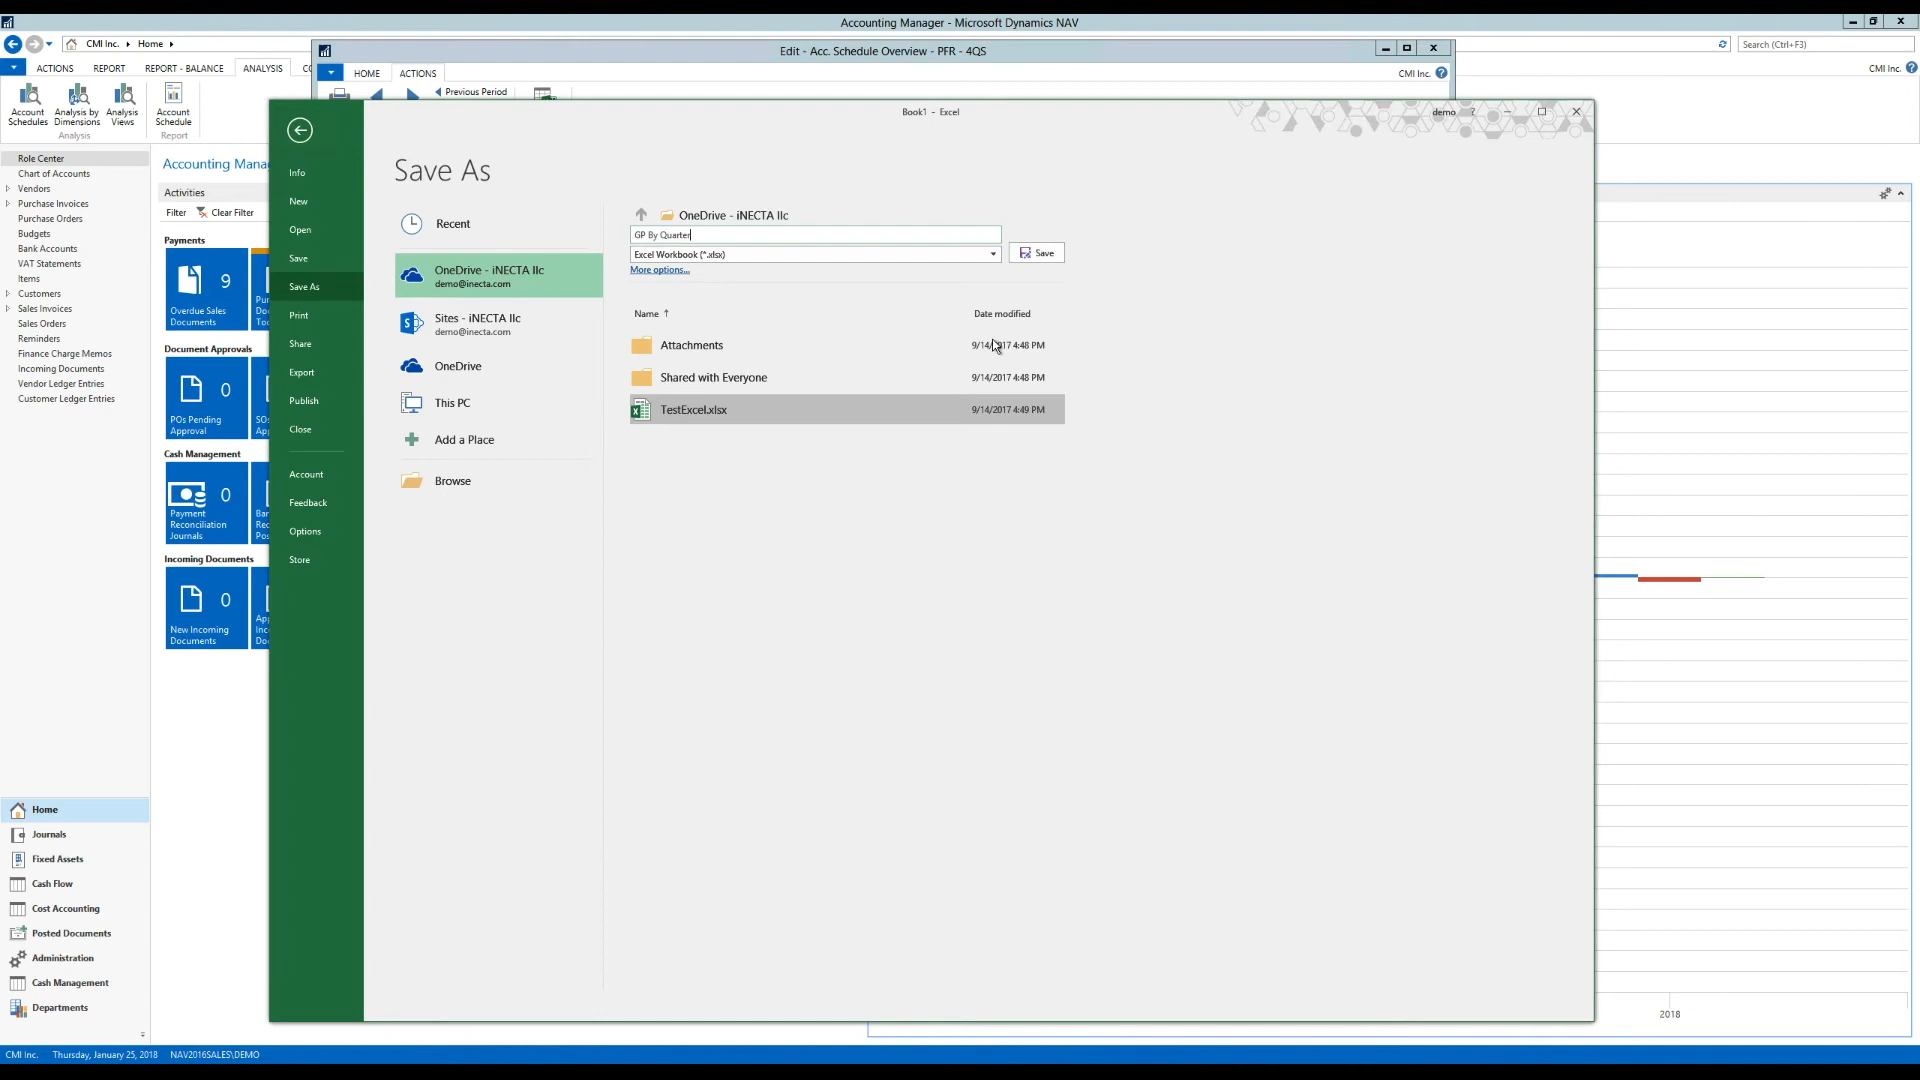 Accounting Manager - Microsoft Dynamics NAV
CMI Inc.
Home
Search (Ctrl+F3)
Edit - Acc. Schedule Overview - PFR - 4QS
ACTIONS
REPORT
REPORT - BALANCE
ANALYSIS
HOME
ACTIONS
CMI Inc.
CMI Inc.
Previous Period
Account
Schedules
Analysis by
Dimensions
Analysis
Views
Account
Schedule
Analysis
Report
Book1 - Excel
demo
?
Role Center
Chart of Accounts
Vendors
Purchase Invoices
Purchase Orders
Budgets
Bank Accounts
VAT Statements
Items
Customers
Sales Invoices
Sales Orders
Reminders
Finance Charge Memos
Incoming Documents
Vendor Ledger Entries
Customer Ledger Entries
Home
Journals
Fixed Assets
Cash Flow
Cost Accounting
Posted Documents
Administration
Cash Management
Departments
Activities
Filter
Clear Filter
Payments
9
Overdue Sales
Documents
Document Approvals
0
POs Pending
Approval
Cash Management
0
Payment
Reconciliation
Journals
Incoming Documents
0
New Incoming
Documents
Info
New
Open
Save
Save As
Print
Share
Export
Publish
Close
Account
Feedback
Options
Store
Save As
Recent
OneDrive - iNECTA llc
demo@inecta.com
Sites - iNECTA llc
demo@inecta.com
OneDrive
This PC
Add a Place
Browse
OneDrive - iNECTA llc
GP By Quarter
Excel Workbook (*.xlsx)
Save
More options...
Name
Date modified
Attachments
9/14/2017 4:48 PM
Shared with Everyone
9/14/2017 4:48 PM
TestExcel.xlsx
9/14/2017 4:49 PM
2018
CMI Inc.
Thursday, January 25, 2018
NAV2016SALES\DEMO